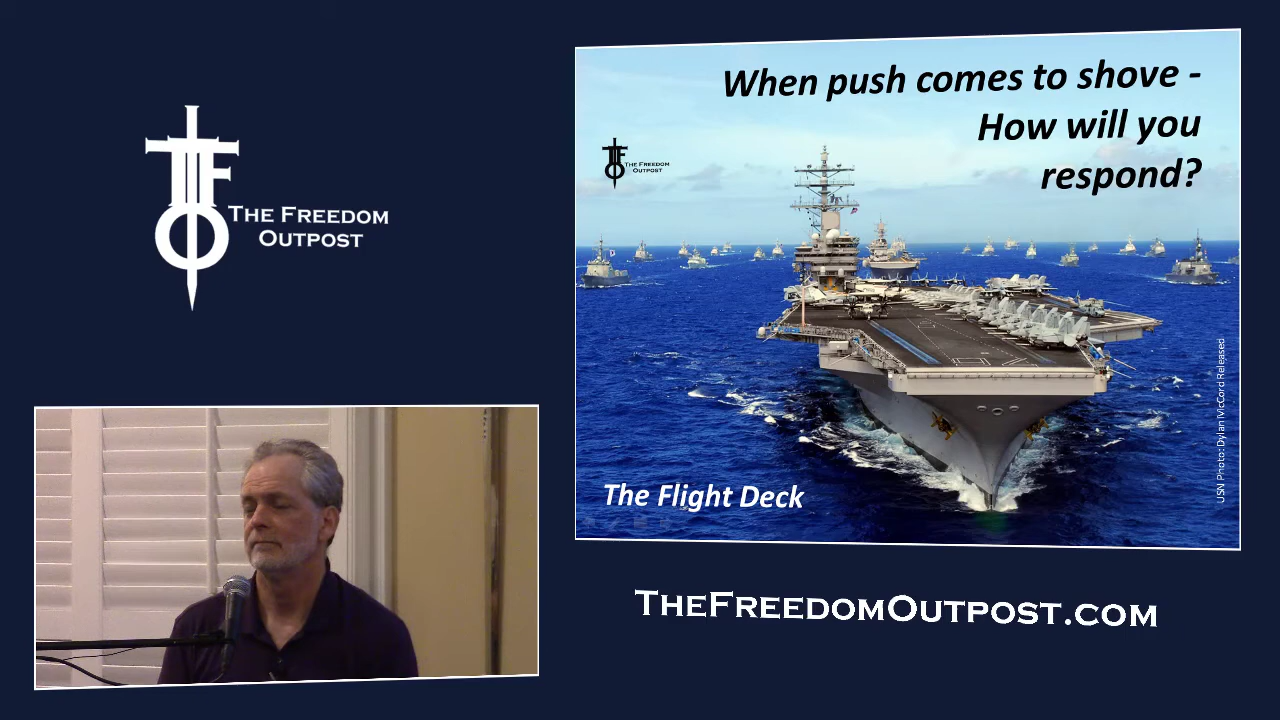 THE FREEDOM
OUTPOST
When push comes to shove -
How will you
respond?
THE FREEDOM
OUTPOST
USN Photo: Dylan McCord Released
The Flight Deck
THEFREEDOMOUTPOST.COM